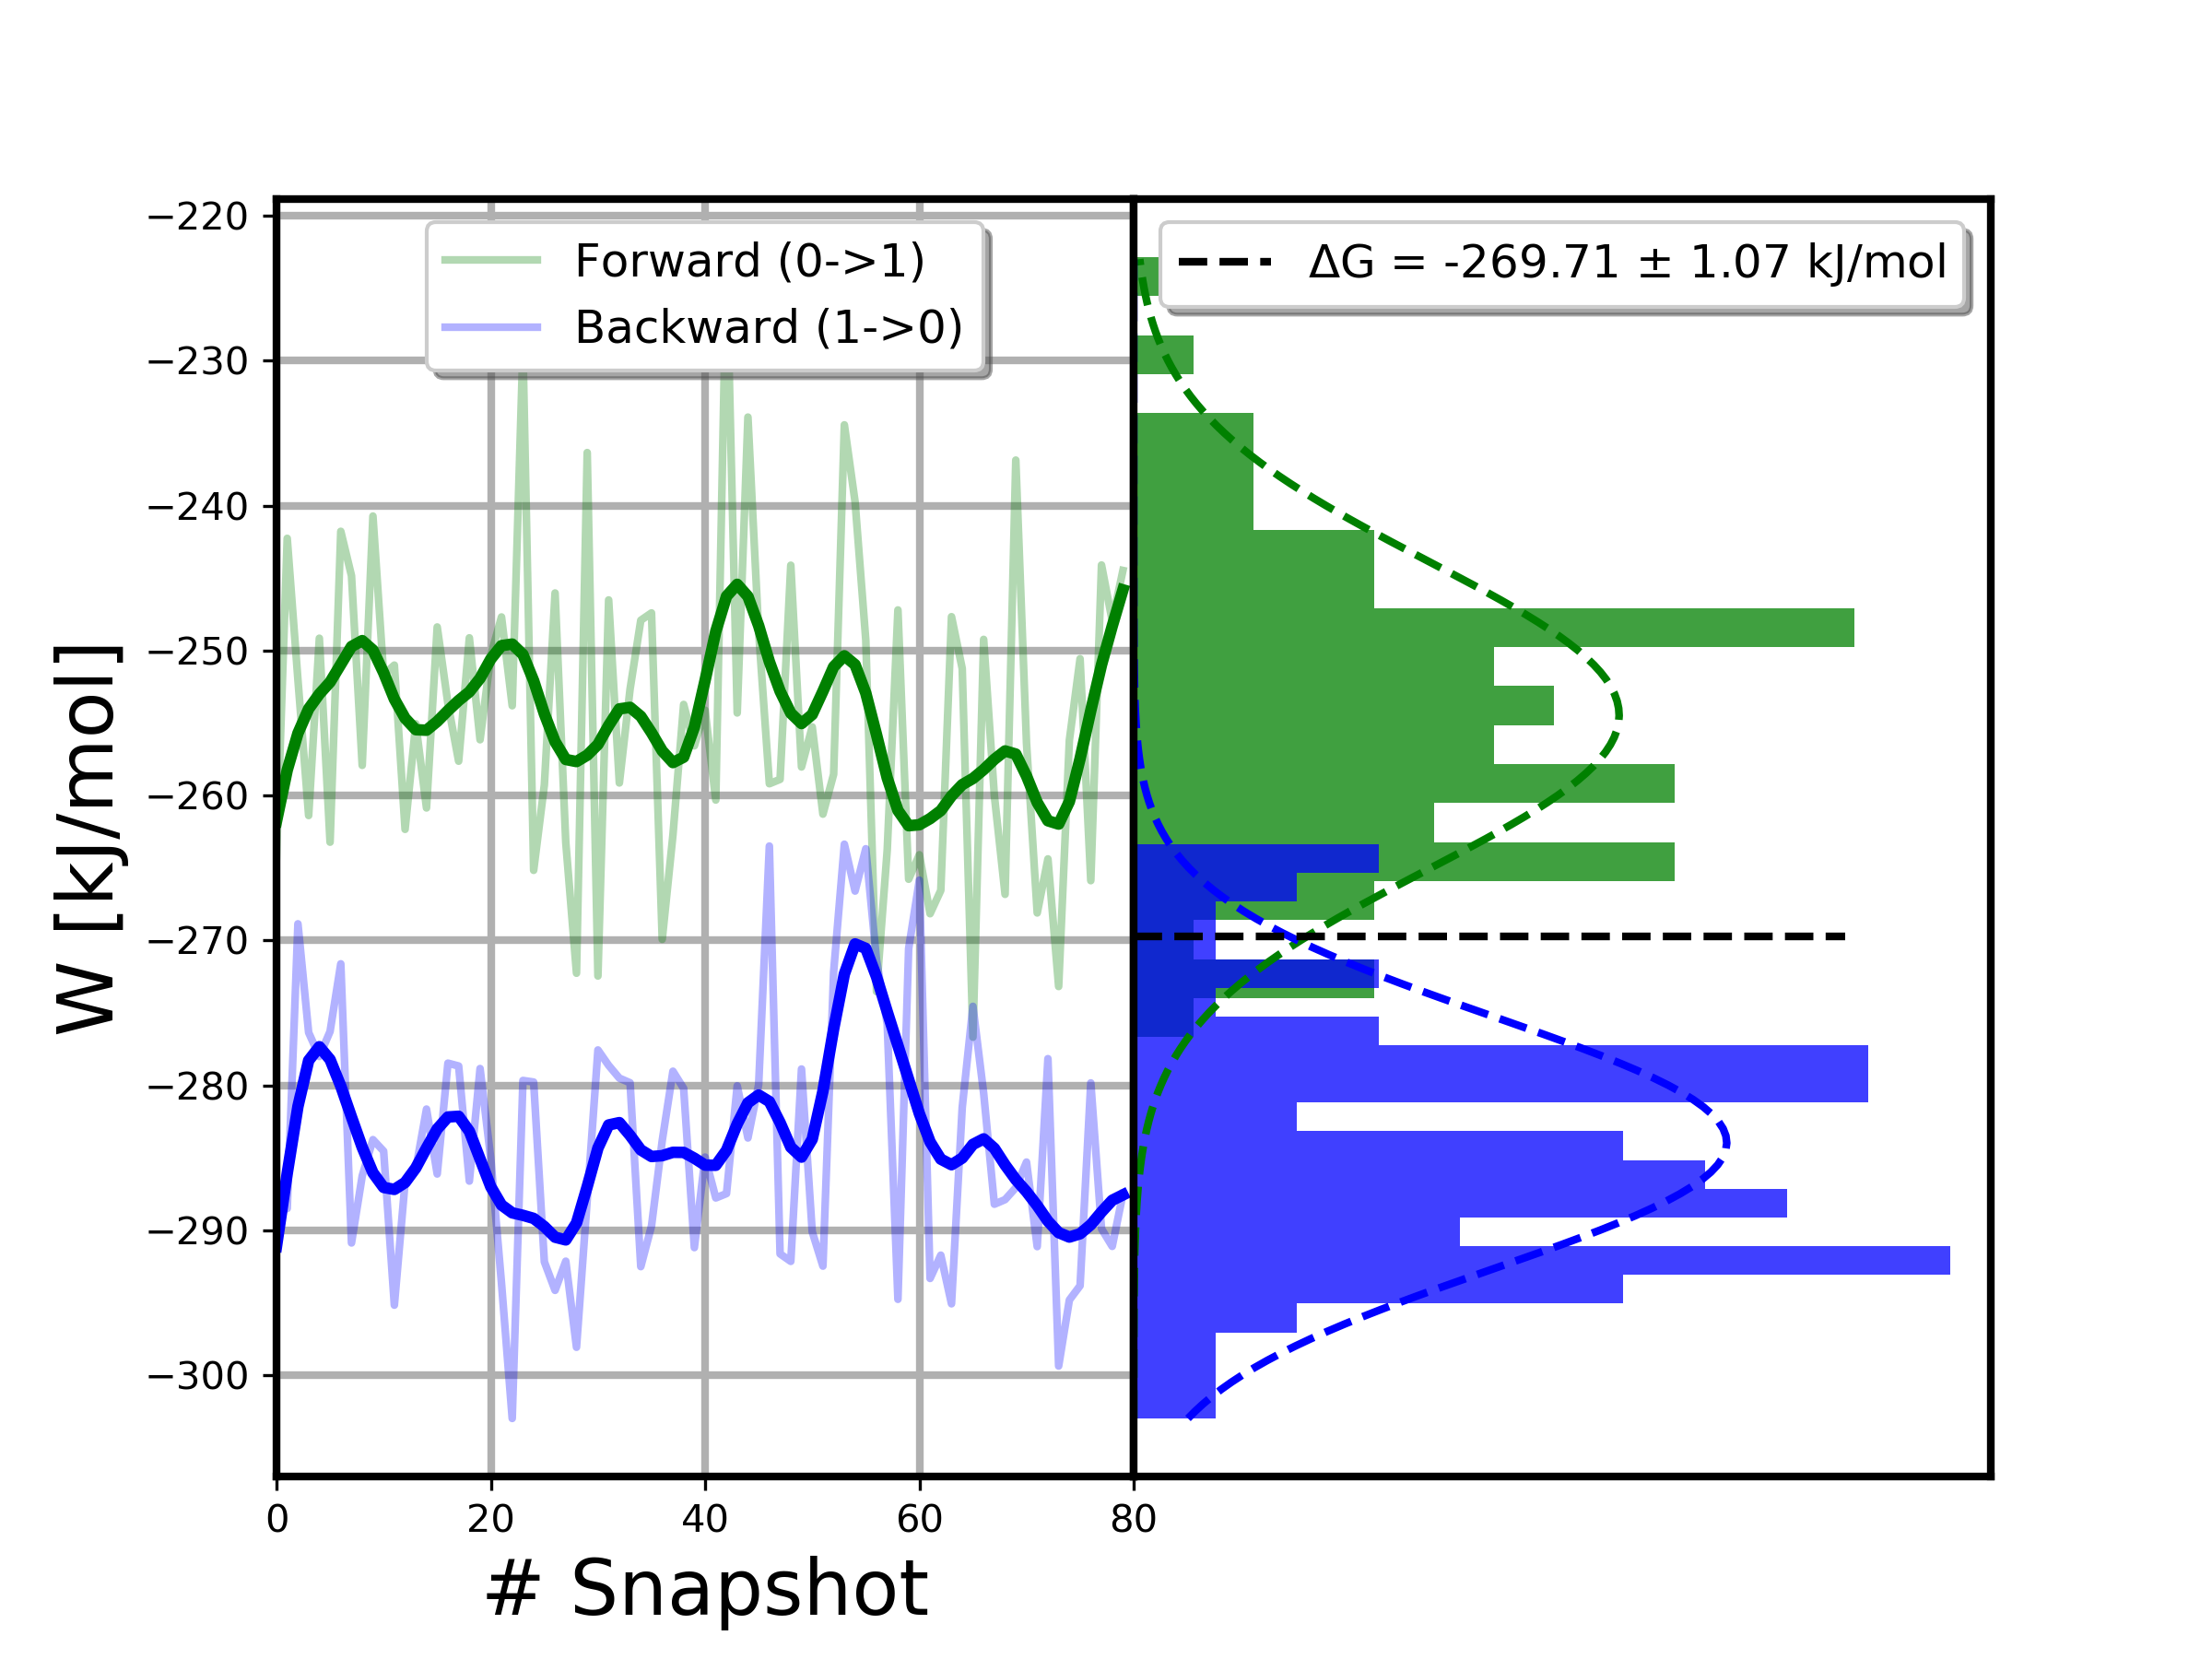 Forward (0->1)
Backward (1->0)
ΔG = -269.71 ± 1.07 kJ/mol
W [kJ/mol]
−220
−230
−240
−250
−260
−270
−280
−290
−300
0 20 40 60 80
# Snapshot